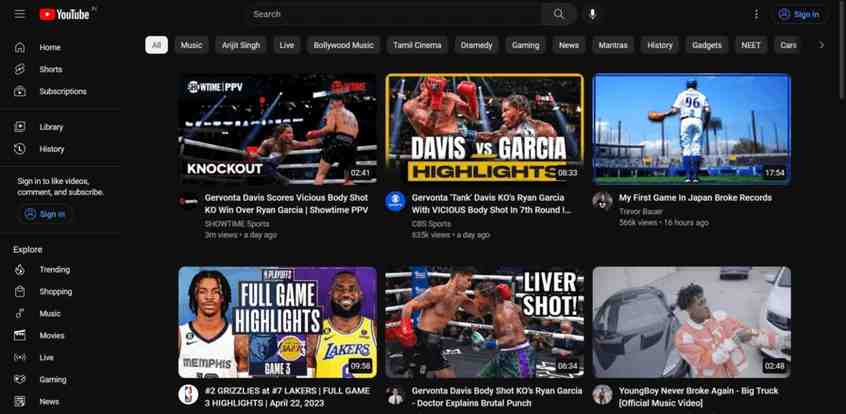 YouTube IN
Search
Sign in
Home
Shorts
Subscriptions
Library
History
Sign in to like videos,
comment, and subscribe.
Sign in
Explore
Trending
Shopping
Music
Movies
Live
Gaming
News
All Music Arijit Singh Live Bollywood Music Tamil Cinema Dramedy Gaming News Mantras History Gadgets NEET Cars
SHOWTIME PPV
KNOCKOUT
02:41
Gervonta Davis Scores Vicious Body Shot
KO Win Over Ryan Garcia | Showtime PPV
SHOWTIME Sports
3m views • a day ago
DAVIS VS. GARCIA
HIGHLIGHTS
08:33
Gervonta 'Tank' Davis KO's Ryan Garcia
With VICIOUS Body Shot In 7th Round I...
CBS Sports
635k views • a day ago
96
17:54
My First Game In Japan Broke Records
Trevor Bauer
566k views • 16 hours ago
PLAYOFFS
FULL GAME
HIGHLIGHTS
GAME 3
MEMPHIS
LAKERS
09:58
#2 GRIZZLIES at #7 LAKERS | FULL GAME
3 HIGHLIGHTS | April 22, 2023
LIVER
SHOT!
06:34
Gervonta Davis Body Shot KO's Ryan Garcia
- Doctor Explains Brutal Punch
02:48
YoungBoy Never Broke Again - Big Truck
[Official Music Video]